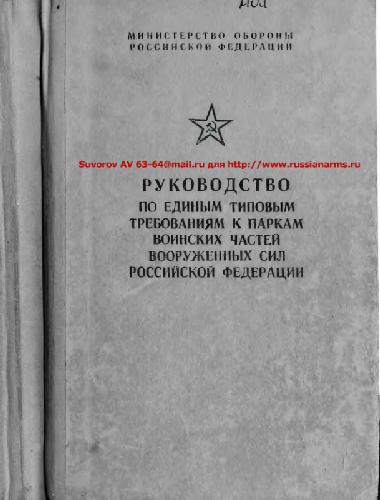 МИНИСТЕРСТВО ОБОРОНЫ
РОССИЙСКОЙ ФЕДЕРАЦИИ
Suvorov AV 63-64@mail.ru для http://www.russianarms.ru
РУКОВОДСТВО
ПО ЕДИНЫМ ТИПОВЫМ
ТРЕБОВАНИЯМ К ПАРКАМ
ВОИНСКИХ ЧАСТЕЙ
ВООРУЖЕННЫХ СИЛ
РОССИЙСКОЙ ФЕДЕРАЦИИ